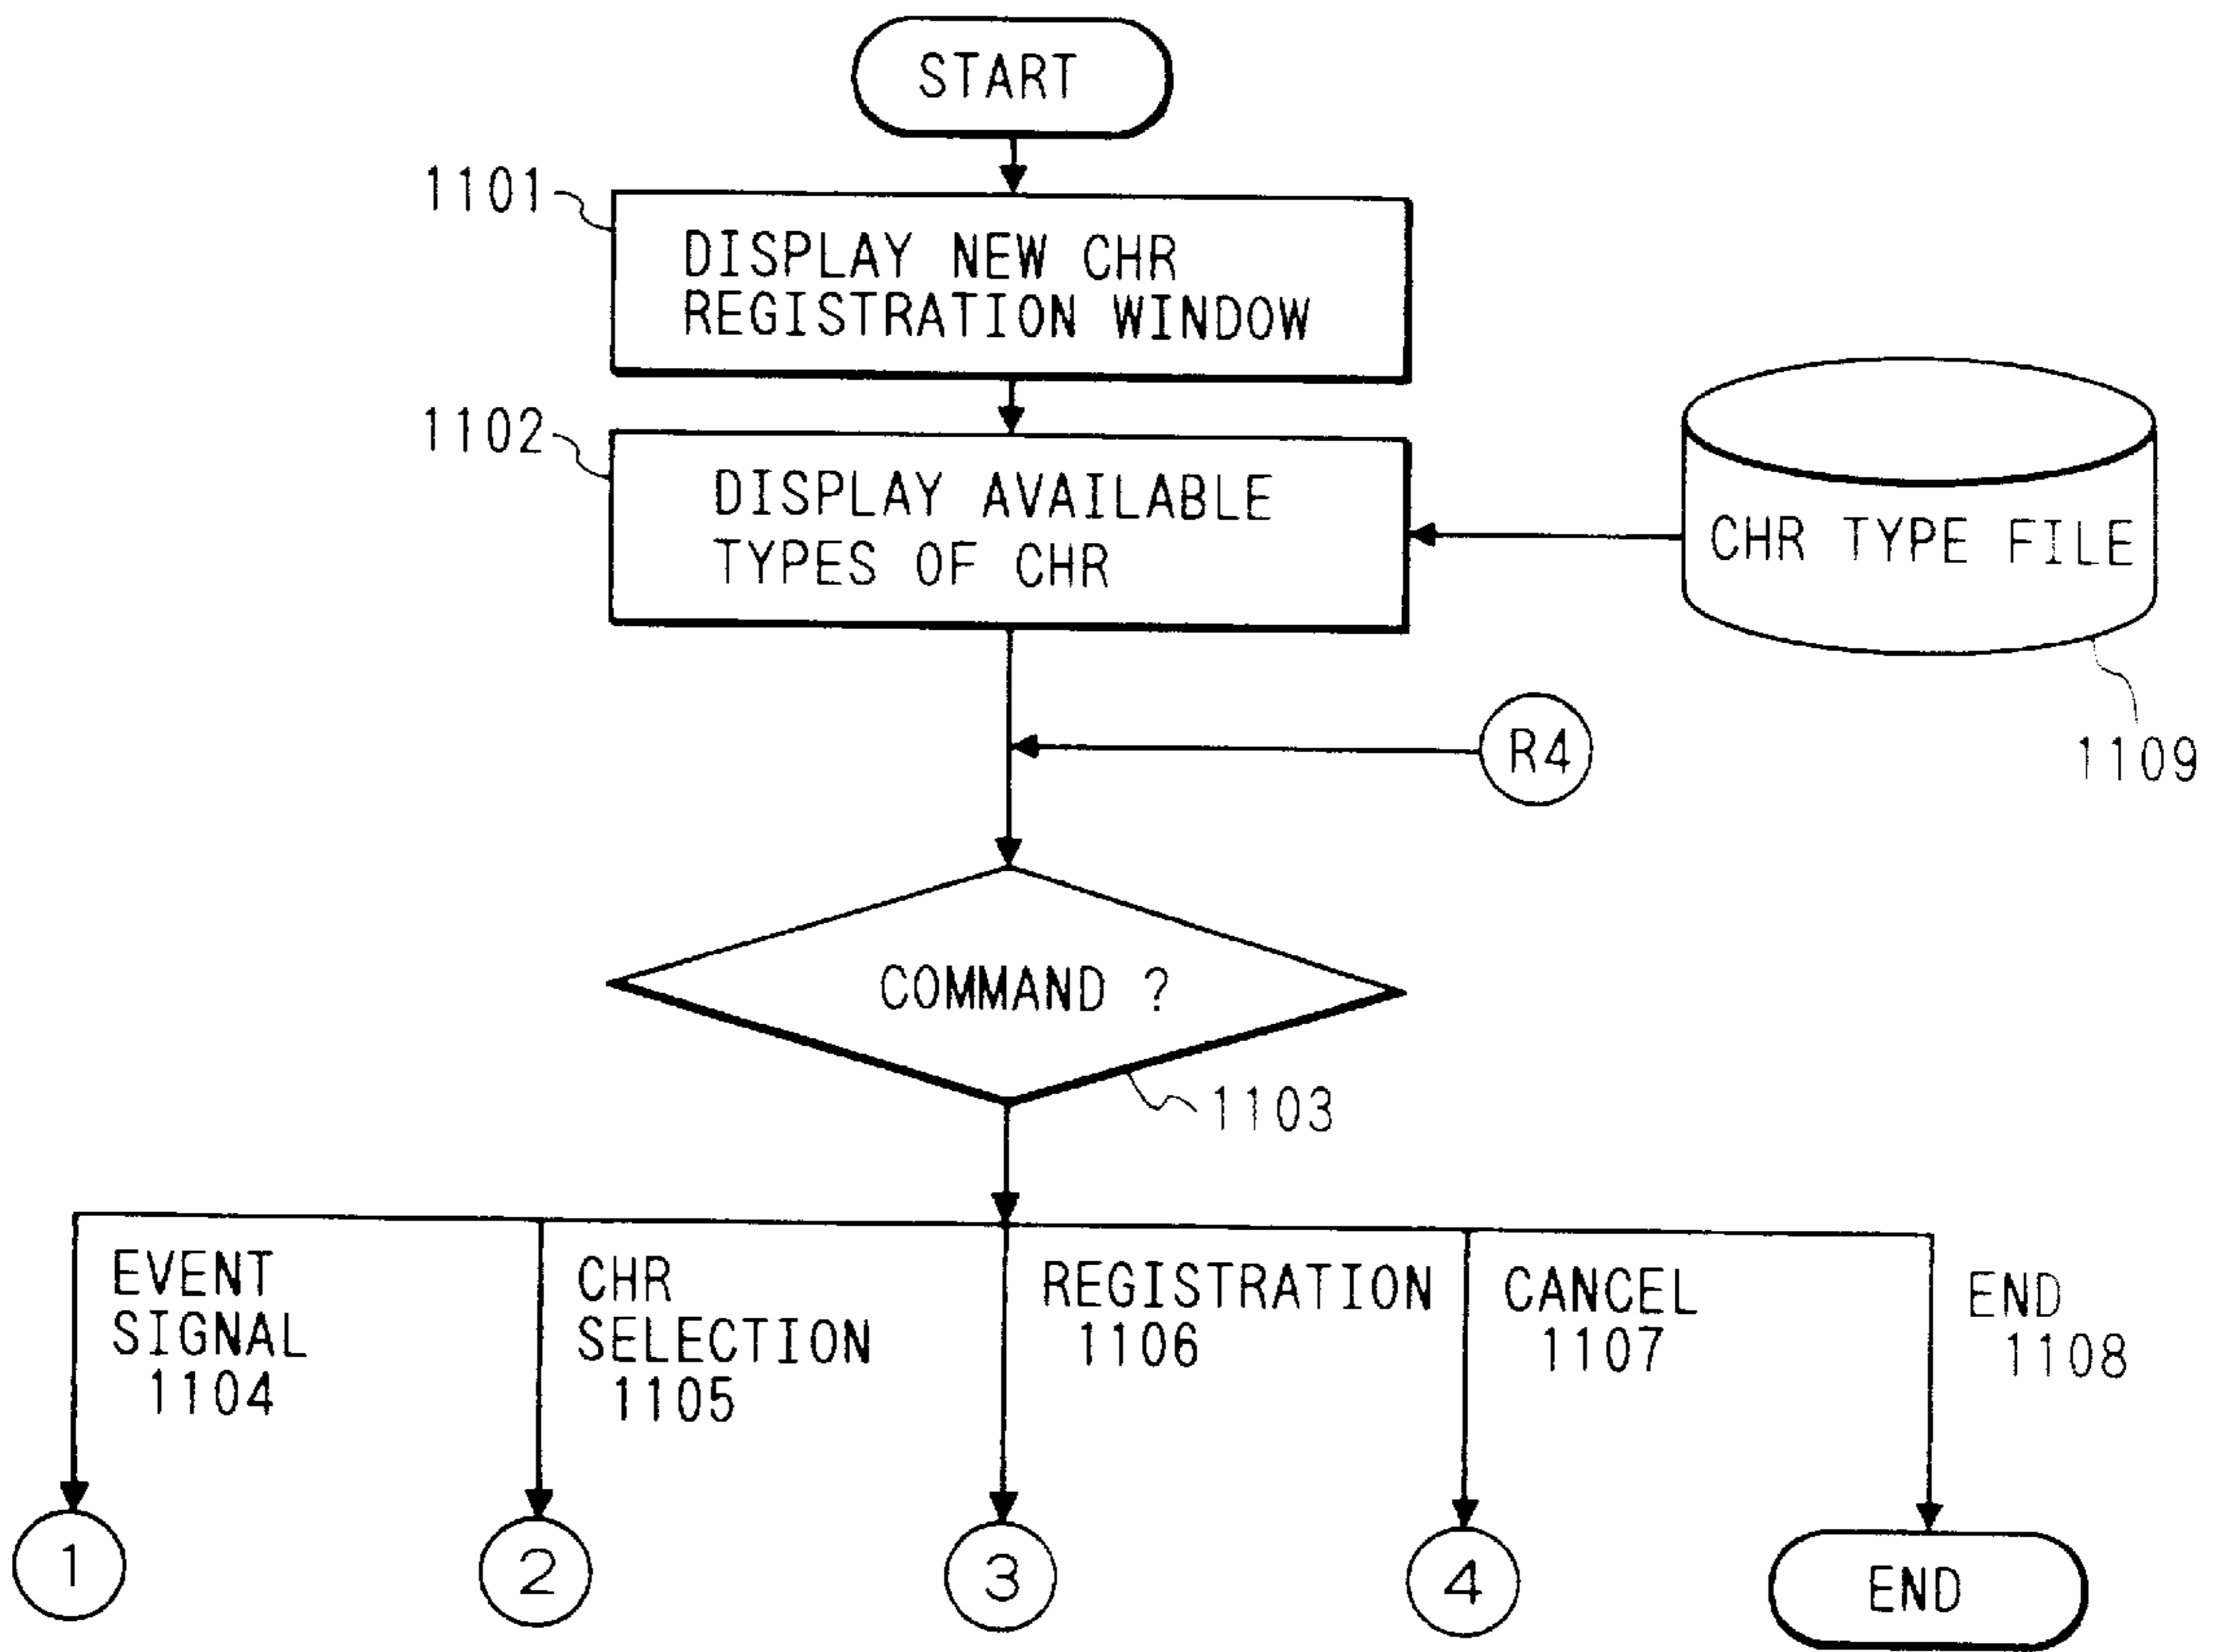 START
1101
DISPLAY NEW CHR
REGISTRATION WINDOW
1102
DISPLAY AVAILABLE
TYPES OF CHR
CHR TYPE FILE
1109
R4
COMMAND ?
1103
EVENT
SIGNAL
1104
CHR
SELECTION
1105
REGISTRATION
1106
CANCEL
1107
END
1108
1
2
3
4
END